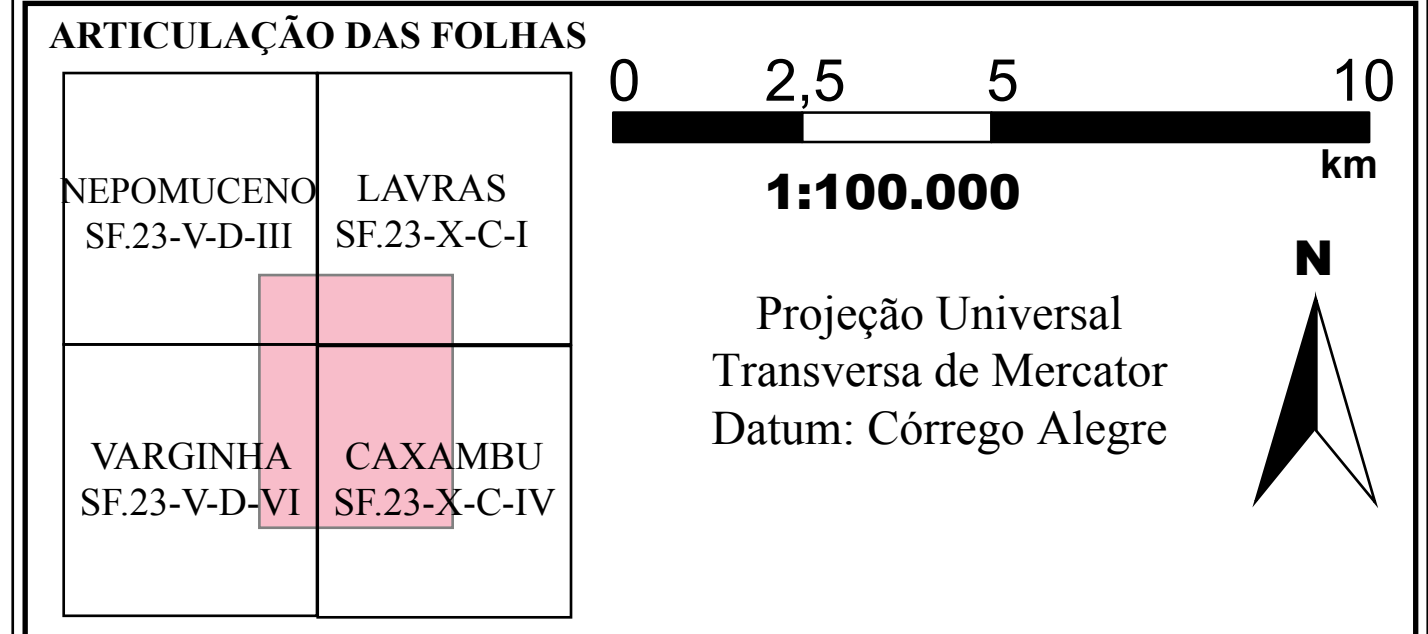 ARTICULAÇÃO DAS FOLHAS
NEPOMUCENO
SF.23-V-D-III
LAVRAS
SF.23-X-C-I
VARGINHA
SF.23-V-D-VI
CAXAMBU
SF.23-X-C-IV
0 2,5 5 10
km
1:100.000
N
Projeção Universal
Transversa de Mercator
Datum: Córrego Alegre